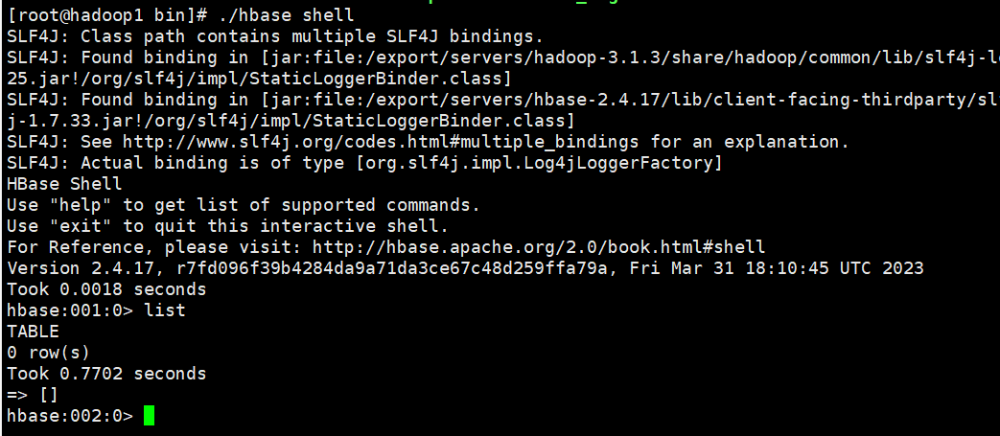 [root@hadoop1 bin]# ./hbase shell
SLF4J: Class path contains multiple SLF4J bindings.
SLF4J: Found binding in [jar:file:/export/servers/hadoop-3.1.3/share/hadoop/common/lib/slf4j-l
25.jar!/org/slf4j/impl/StaticLoggerBinder.class]
SLF4J: Found binding in [jar:file:/export/servers/hbase-2.4.17/lib/client-facing-thirdparty/sl
j-1.7.33.jar!/org/slf4j/impl/StaticLoggerBinder.class]
SLF4J: See http://www.slf4j.org/codes.html#multiple_bindings for an explanation.
SLF4J: Actual binding is of type [org.slf4j.impl.Log4jLoggerFactory]
HBase Shell
Use "help" to get list of supported commands.
Use "exit" to quit this interactive shell.
For Reference, please visit: http://hbase.apache.org/2.0/book.html#shell
Version 2.4.17, r7fd096f39b4284da9a71da3ce67c48d259ffa79a, Fri Mar 31 18:10:45 UTC 2023
Took 0.0018 seconds
hbase:001:0> list
TABLE
0 row(s)
Took 0.7702 seconds
=> []
hbase:002:0>